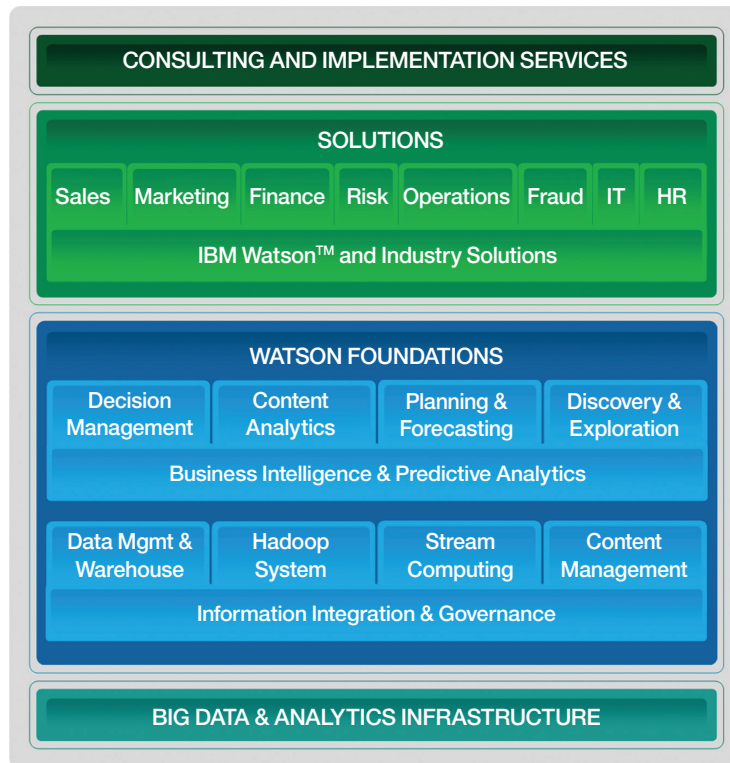 CONSULTING AND IMPLEMENTATION SERVICES
SOLUTIONS
Sales Marketing Finance Risk Operations Fraud IT HR
IBM Watson™ and Industry Solutions
WATSON FOUNDATIONS
Decision
Management
Content
Analytics
Planning &
Forecasting
Discovery &
Exploration
Business Intelligence & Predictive Analytics
Data Mgmt &
Warehouse
Hadoop
System
Stream
Computing
Content
Management
Information Integration & Governance
BIG DATA & ANALYTICS INFRASTRUCTURE